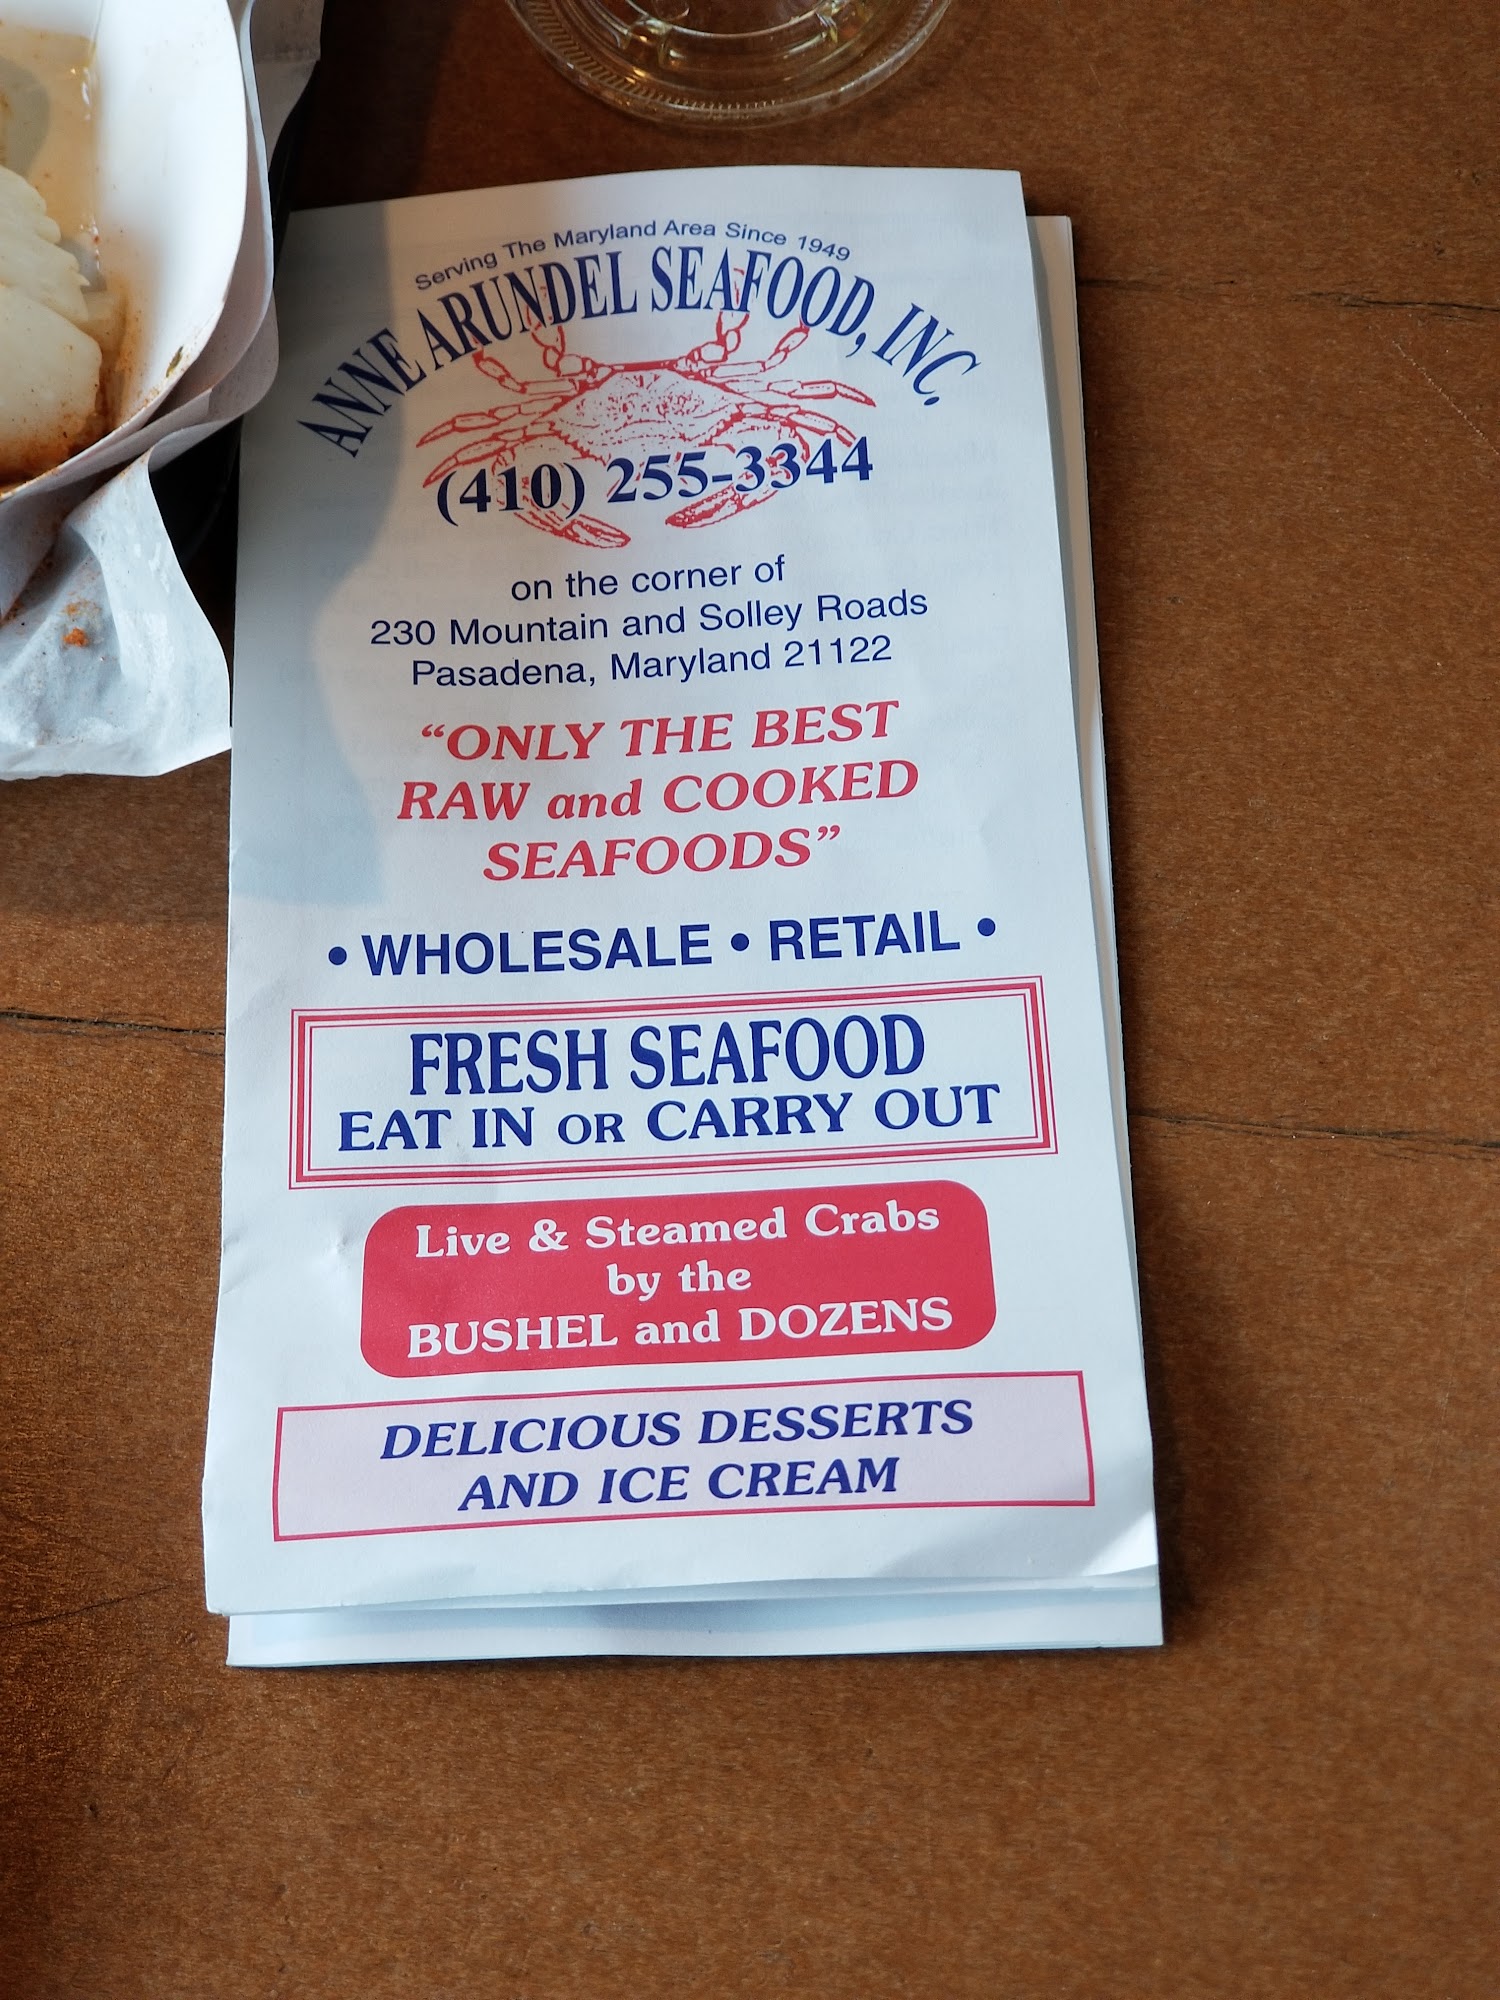 Serving The Maryland Area Since 1949
ANNE ARUNDEL SEAFOOD, INC.
(410) 255-3344
on the corner of
230 Mountain and Solley Roads
Pasadena, Maryland 21122
“ONLY THE BEST
RAW and COOKED
SEAFOODS”
• WHOLESALE • RETAIL •
FRESH SEAFOOD
EAT IN OR CARRY OUT
Live & Steamed Crabs
by the
BUSHEL and DOZENS
DELICIOUS DESSERTS
AND ICE CREAM